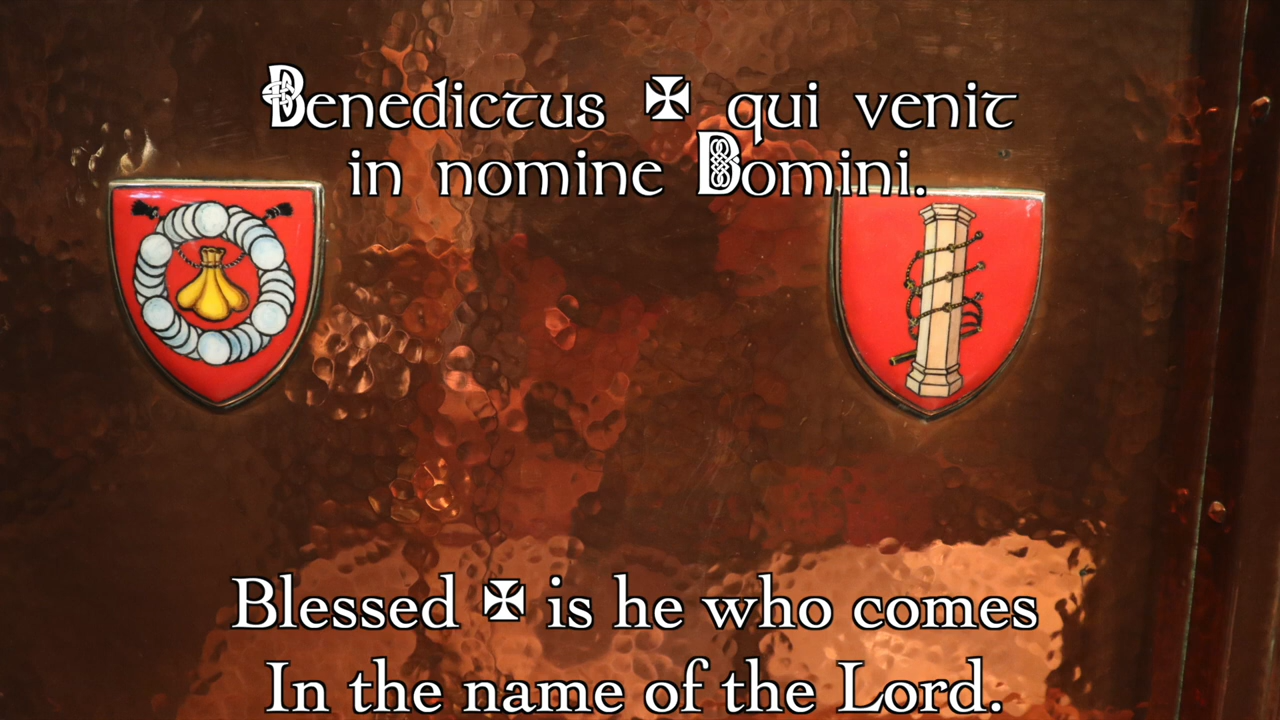 Benedictus ✠ qui venit
in nomine Domini.
Blessed ✠ is he who comes
In the name of the Lord.